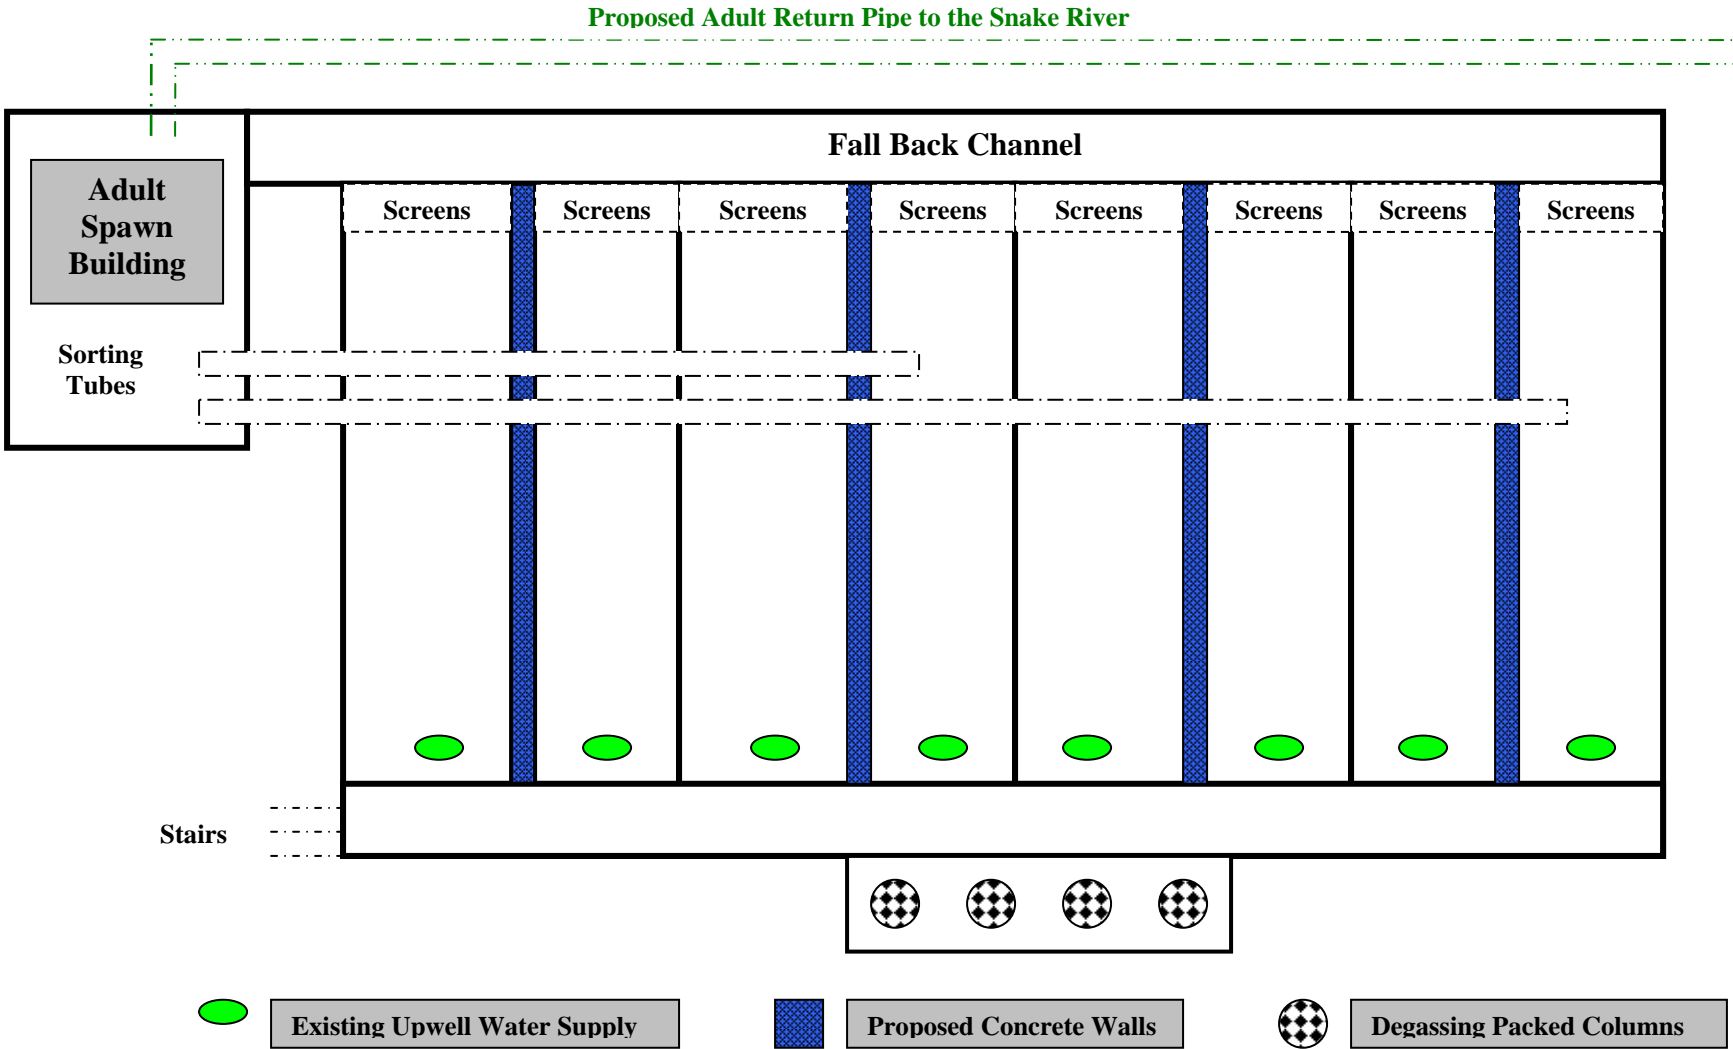 Proposed Adult Return Pipe to the Snake River
Fall Back Channel
Adult
Spawn
Building
Screens
Screens
Screens
Screens
Screens
Screens
Screens
Screens
Sorting
Tubes
Stairs
Existing Upwell Water Supply
Proposed Concrete Walls
Degassing Packed Columns